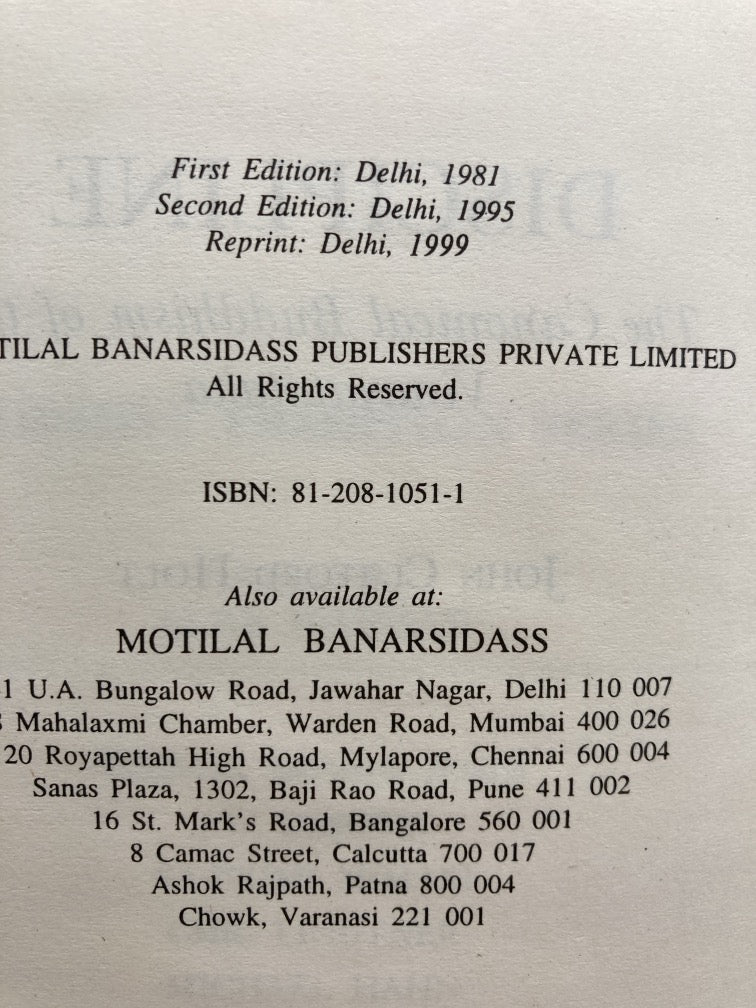 First Edition: Delhi, 1981
Second Edition: Delhi, 1995
Reprint: Delhi, 1999
TILAL BANARSIDASS PUBLISHERS PRIVATE LIMITED
All Rights Reserved.
ISBN: 81-208-1051-1
Also available at:
MOTILAL BANARSIDASS
1 U.A. Bungalow Road, Jawahar Nagar, Delhi 110 007
Mahalaxmi Chamber, Warden Road, Mumbai 400 026
20 Royapettah High Road, Mylapore, Chennai 600 004
Sanas Plaza, 1302, Baji Rao Road, Pune 411 002
16 St. Mark's Road, Bangalore 560 001
8 Camac Street, Calcutta 700 017
Ashok Rajpath, Patna 800 004
Chowk, Varanasi 221 001